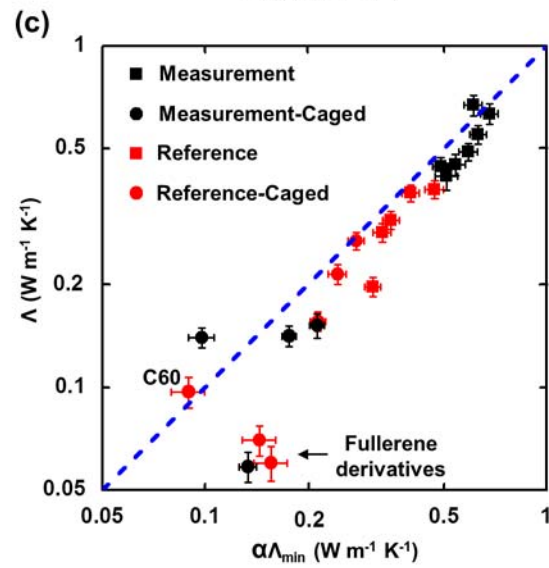 (c)
1
Measurement
Measurement-Caged
0.5
Reference
Reference-Caged
Λ (W m⁻¹ K⁻¹)
0.2
C60
0.1
Fullerene
derivatives
0.05
0.05 0.1 0.2 0.5 1
αΛmin (W m⁻¹ K⁻¹)